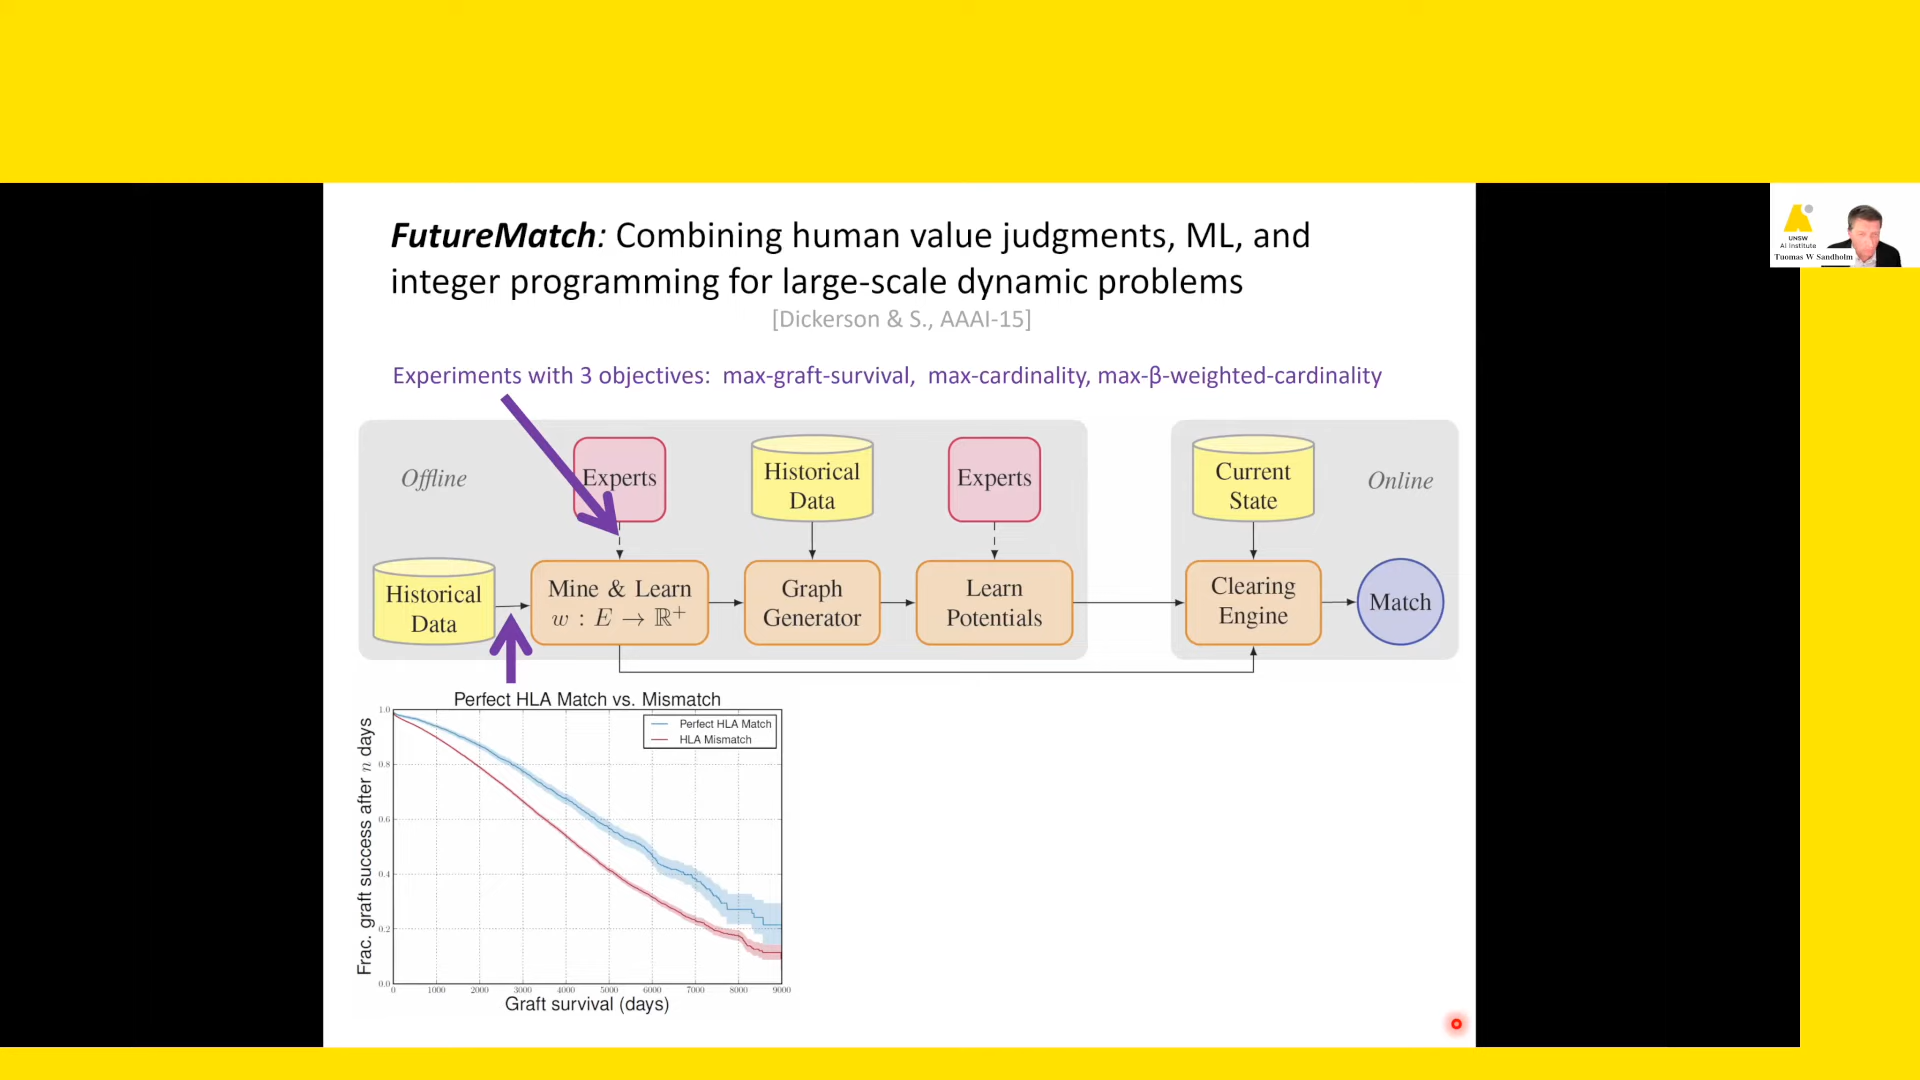 FutureMatch: Combining human value judgments, ML, and
integer programming for large-scale dynamic problems
[Dickerson & S., AAAI-15]
Experiments with 3 objectives: max-graft-survival, max-cardinality, max-β-weighted-cardinality
Offline
Experts
Historical
Data
Experts
Current
State
Online
Historical
Data
Mine & Learn
w : E → ℝ⁺
Graph
Generator
Learn
Potentials
Clearing
Engine
Match
Perfect HLA Match vs. Mismatch
Perfect HLA Match
HLA Mismatch
Frac. graft success after n days
1.0
0.8
0.6
0.4
0.2
0.0
0 1000 2000 3000 4000 5000 6000 7000 8000 9000
Graft survival (days)
UNSW
AI Institute
Tuomas W Sandholm